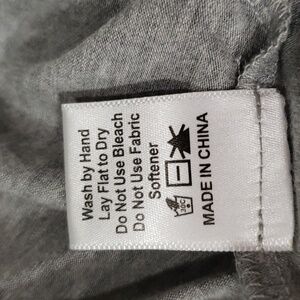 Wash by Hand
Lay Flat to Dry
Do Not Use Bleach
Do Not Use Fabric
Softener
30C
MADE IN CHINA